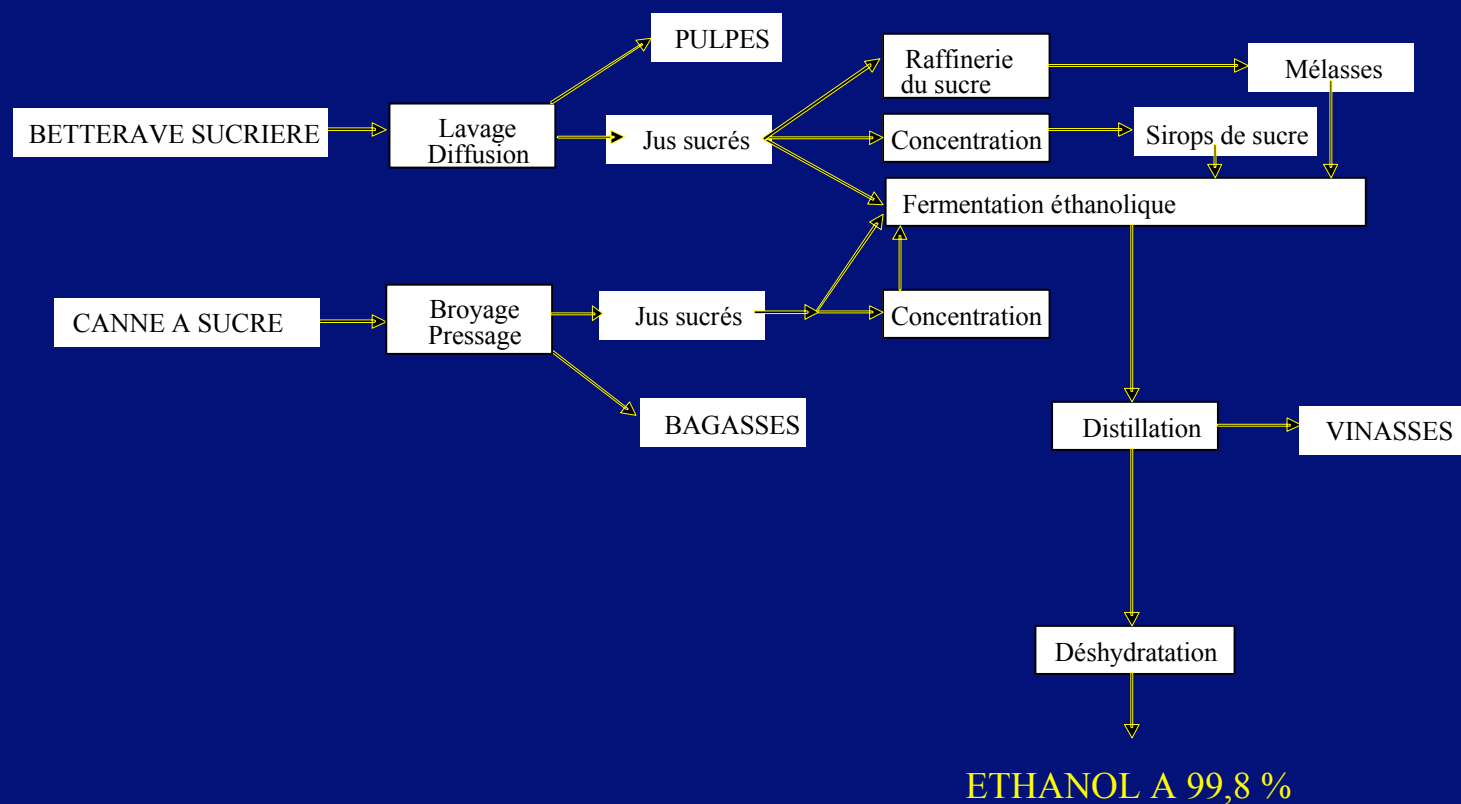 PULPES
Raffinerie
du sucre
Mélasses
BETTERAVE SUCRIERE
Lavage
Diffusion
Jus sucrés
Concentration
Sirops de sucre
Fermentation éthanolique
CANNE A SUCRE
Broyage
Pressage
Jus sucrés
Concentration
BAGASSES
Distillation
VINASSES
Déshydratation
ETHANOL A 99,8 %